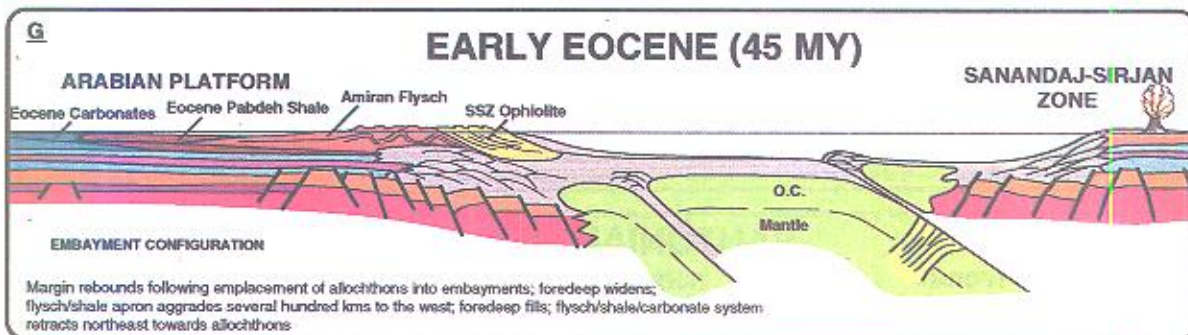 G
EARLY EOCENE (45 MY)
ARABIAN PLATFORM
SANANDAJ-SIRJAN
ZONE
Eocene Carbonates
Eocene Pabdeh Shale
Amiran Flysch
SSZ Ophiolite
O.C.
Mantle
EMBAYMENT CONFIGURATION
Margin rebounds following emplacement of allochthons into embayments; foredeep widens;
flysch/shale apron aggrades several hundred kms to the west; foredeep fills; flysch/shale/carbonate system
retracts northeast towards allochthons